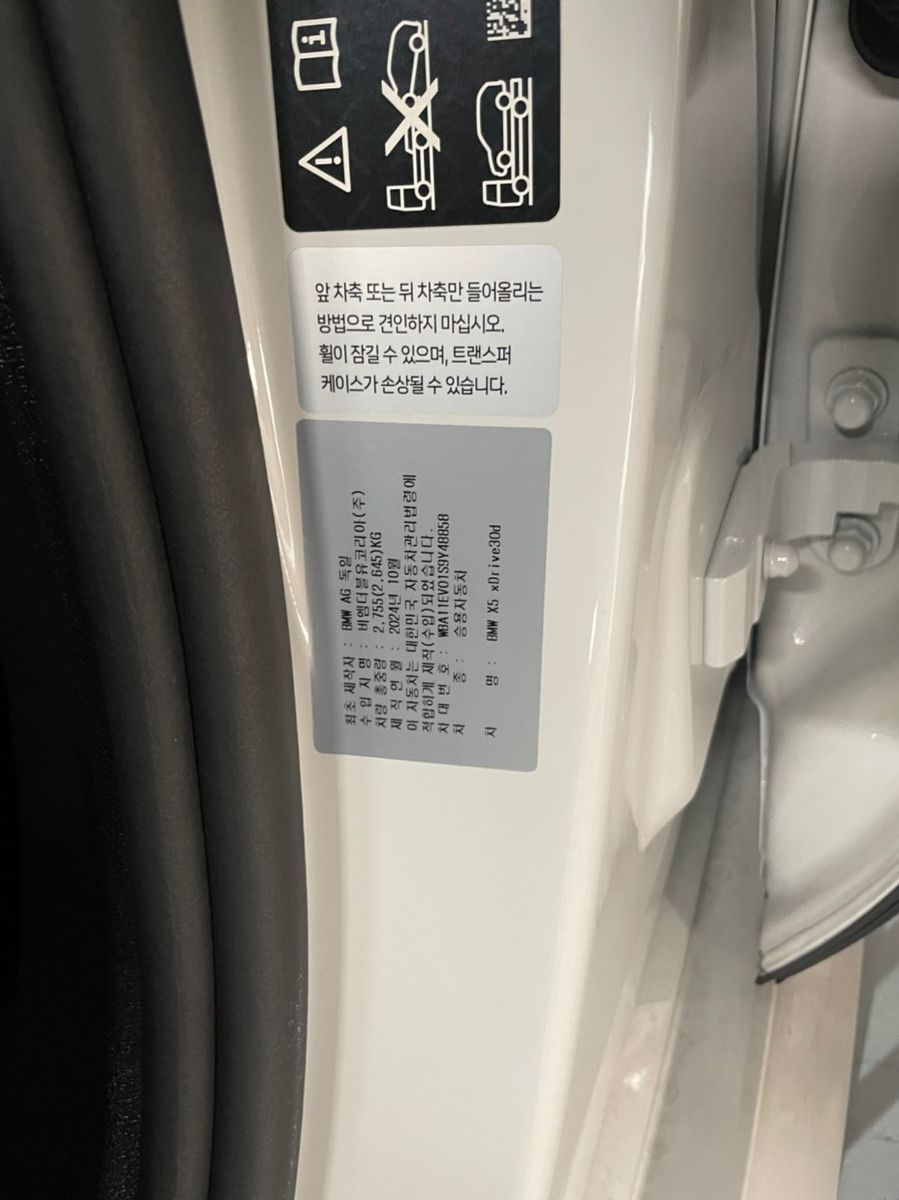 앞 차축 또는 뒤 차축만 들어올리는
방법으로 견인하지 마십시오.
휠이 잠길 수 있으며, 트랜스퍼
케이스가 손상될 수 있습니다.
최초 제작자 : BMW AG 독일
수 입 자 명 : 비엠더블유코리아(주)
차량 총중량 : 2,755(2,645)KG
제 작 연 월 : 2024년 10월
이 자동차는 대한민국 자동차관리법령에
적합하게 제작(수입)되었습니다.
차 대 번 호 : WBA11EV01S9Y48858
차 종 : 승용자동차
차 명 : BMW X5 xDrive30d